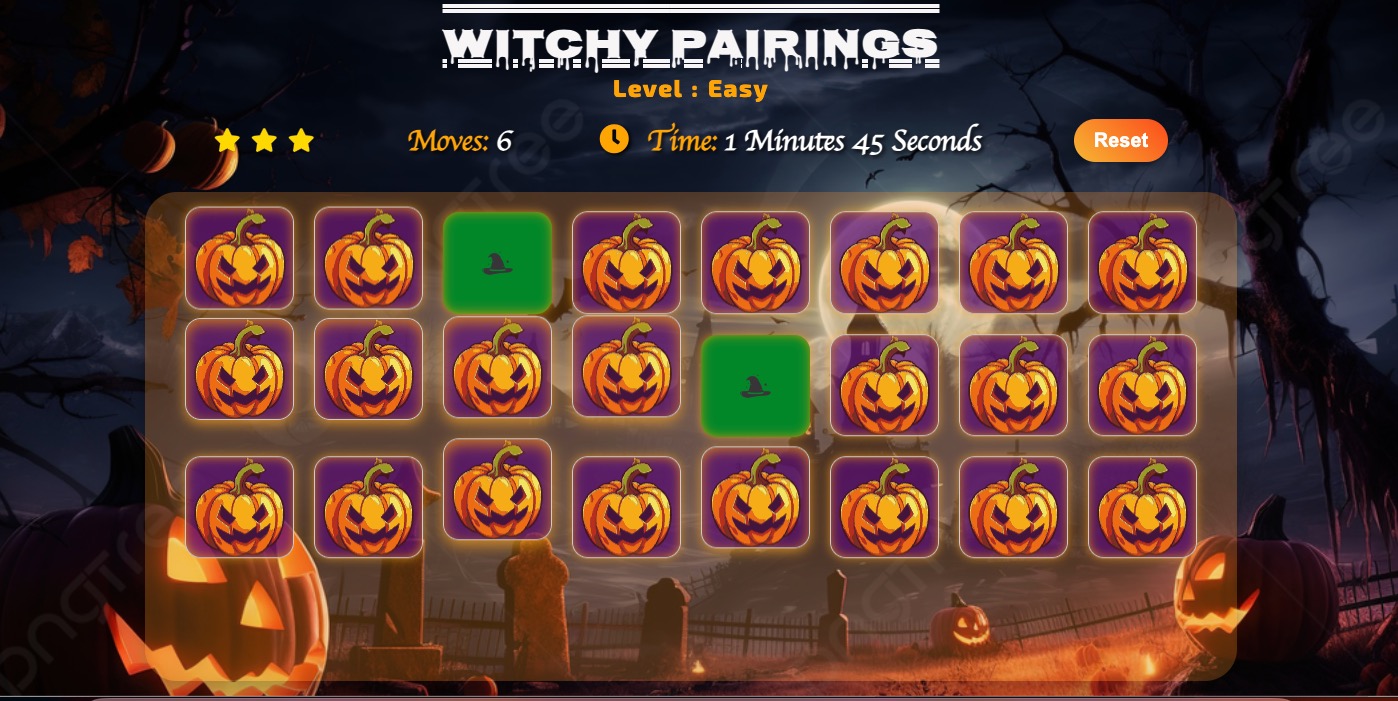 WITCHY PAIRINGS
Level : Easy
Moves: 6
Time: 1 Minutes 45 Seconds
Reset